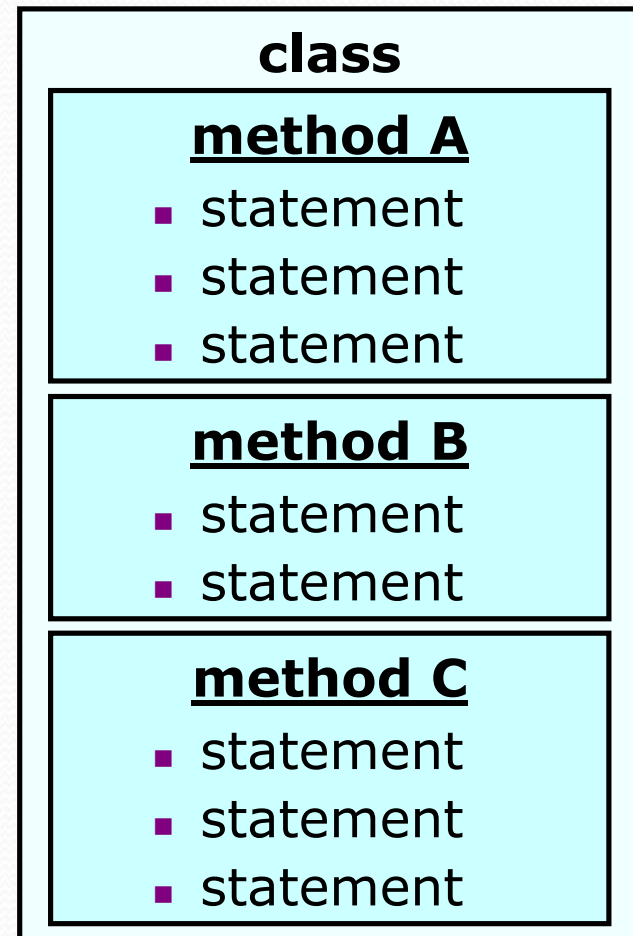 class
method A
▪ statement
▪ statement
▪ statement
method B
▪ statement
▪ statement
method C
▪ statement
▪ statement
▪ statement